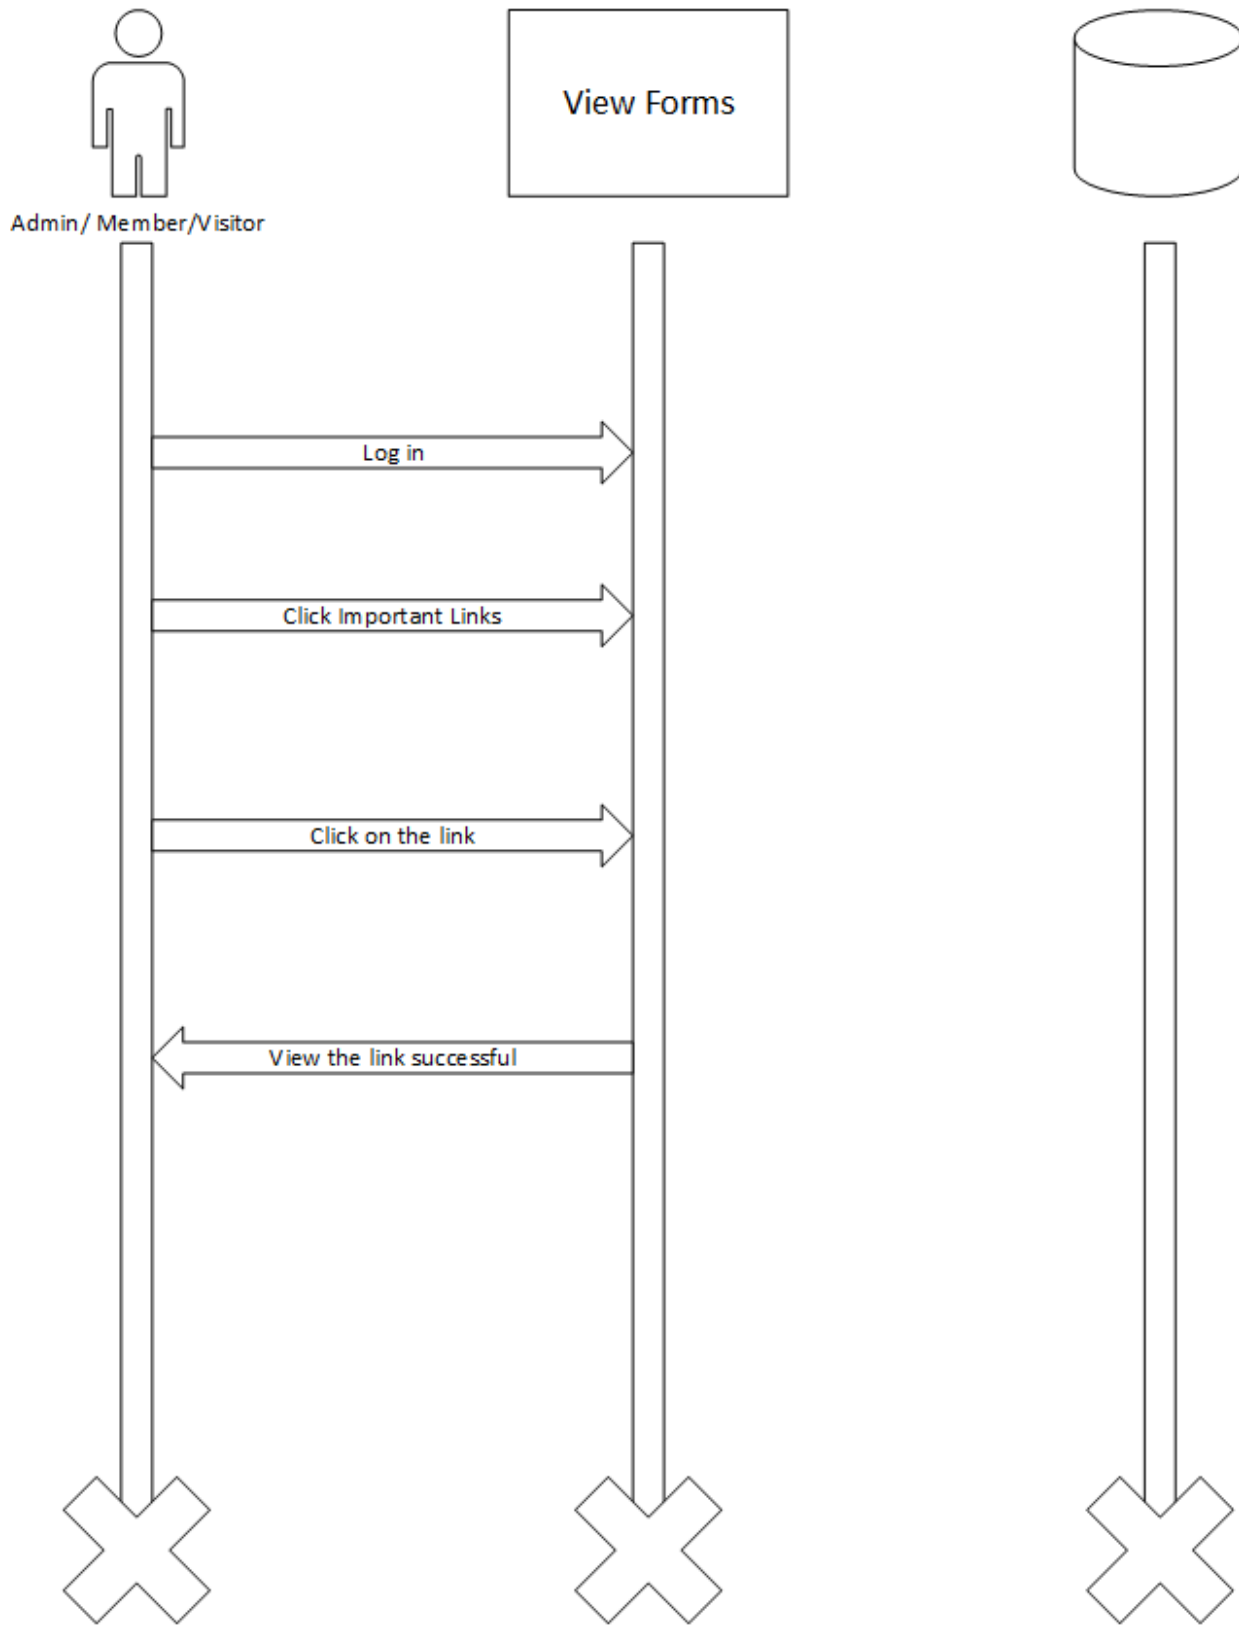 View Forms
Admin/ Member/Visitor
Log in
Click Important Links
Click on the link
View the link successful